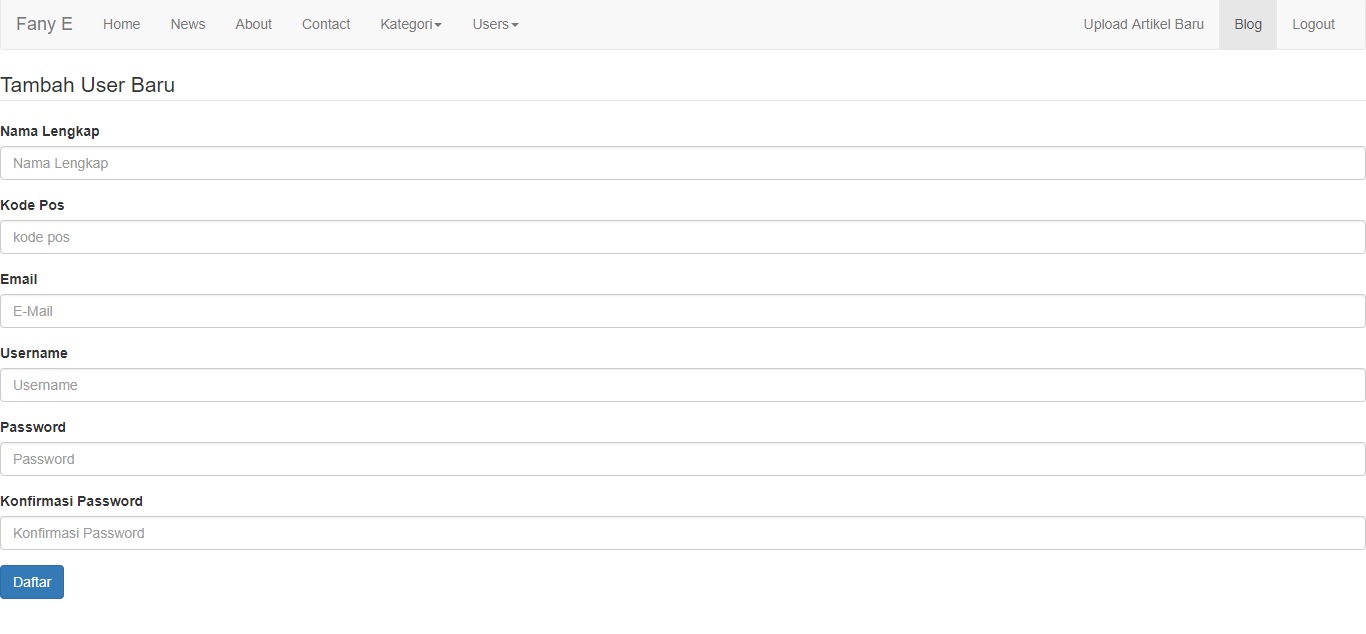 Fany E Home News About Contact Kategori Users Upload Artikel Baru Blog Logout
Tambah User Baru
Nama Lengkap
Nama Lengkap
Kode Pos
kode pos
Email
E-Mail
Username
Username
Password
Password
Konfirmasi Password
Konfirmasi Password
Daftar